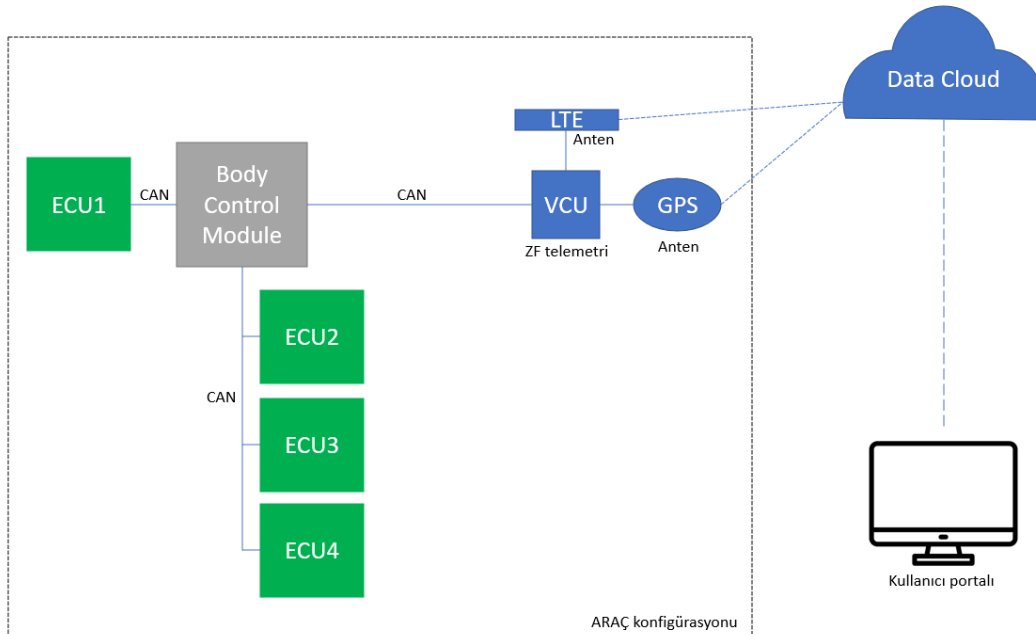 Data Cloud
LTE
Anten
ECU1
CAN
Body
Control
Module
CAN
VCU
ZF telemetri
GPS
Anten
ECU2
CAN
ECU3
ECU4
Kullanıcı portalı
ARAÇ konfigürasyonu